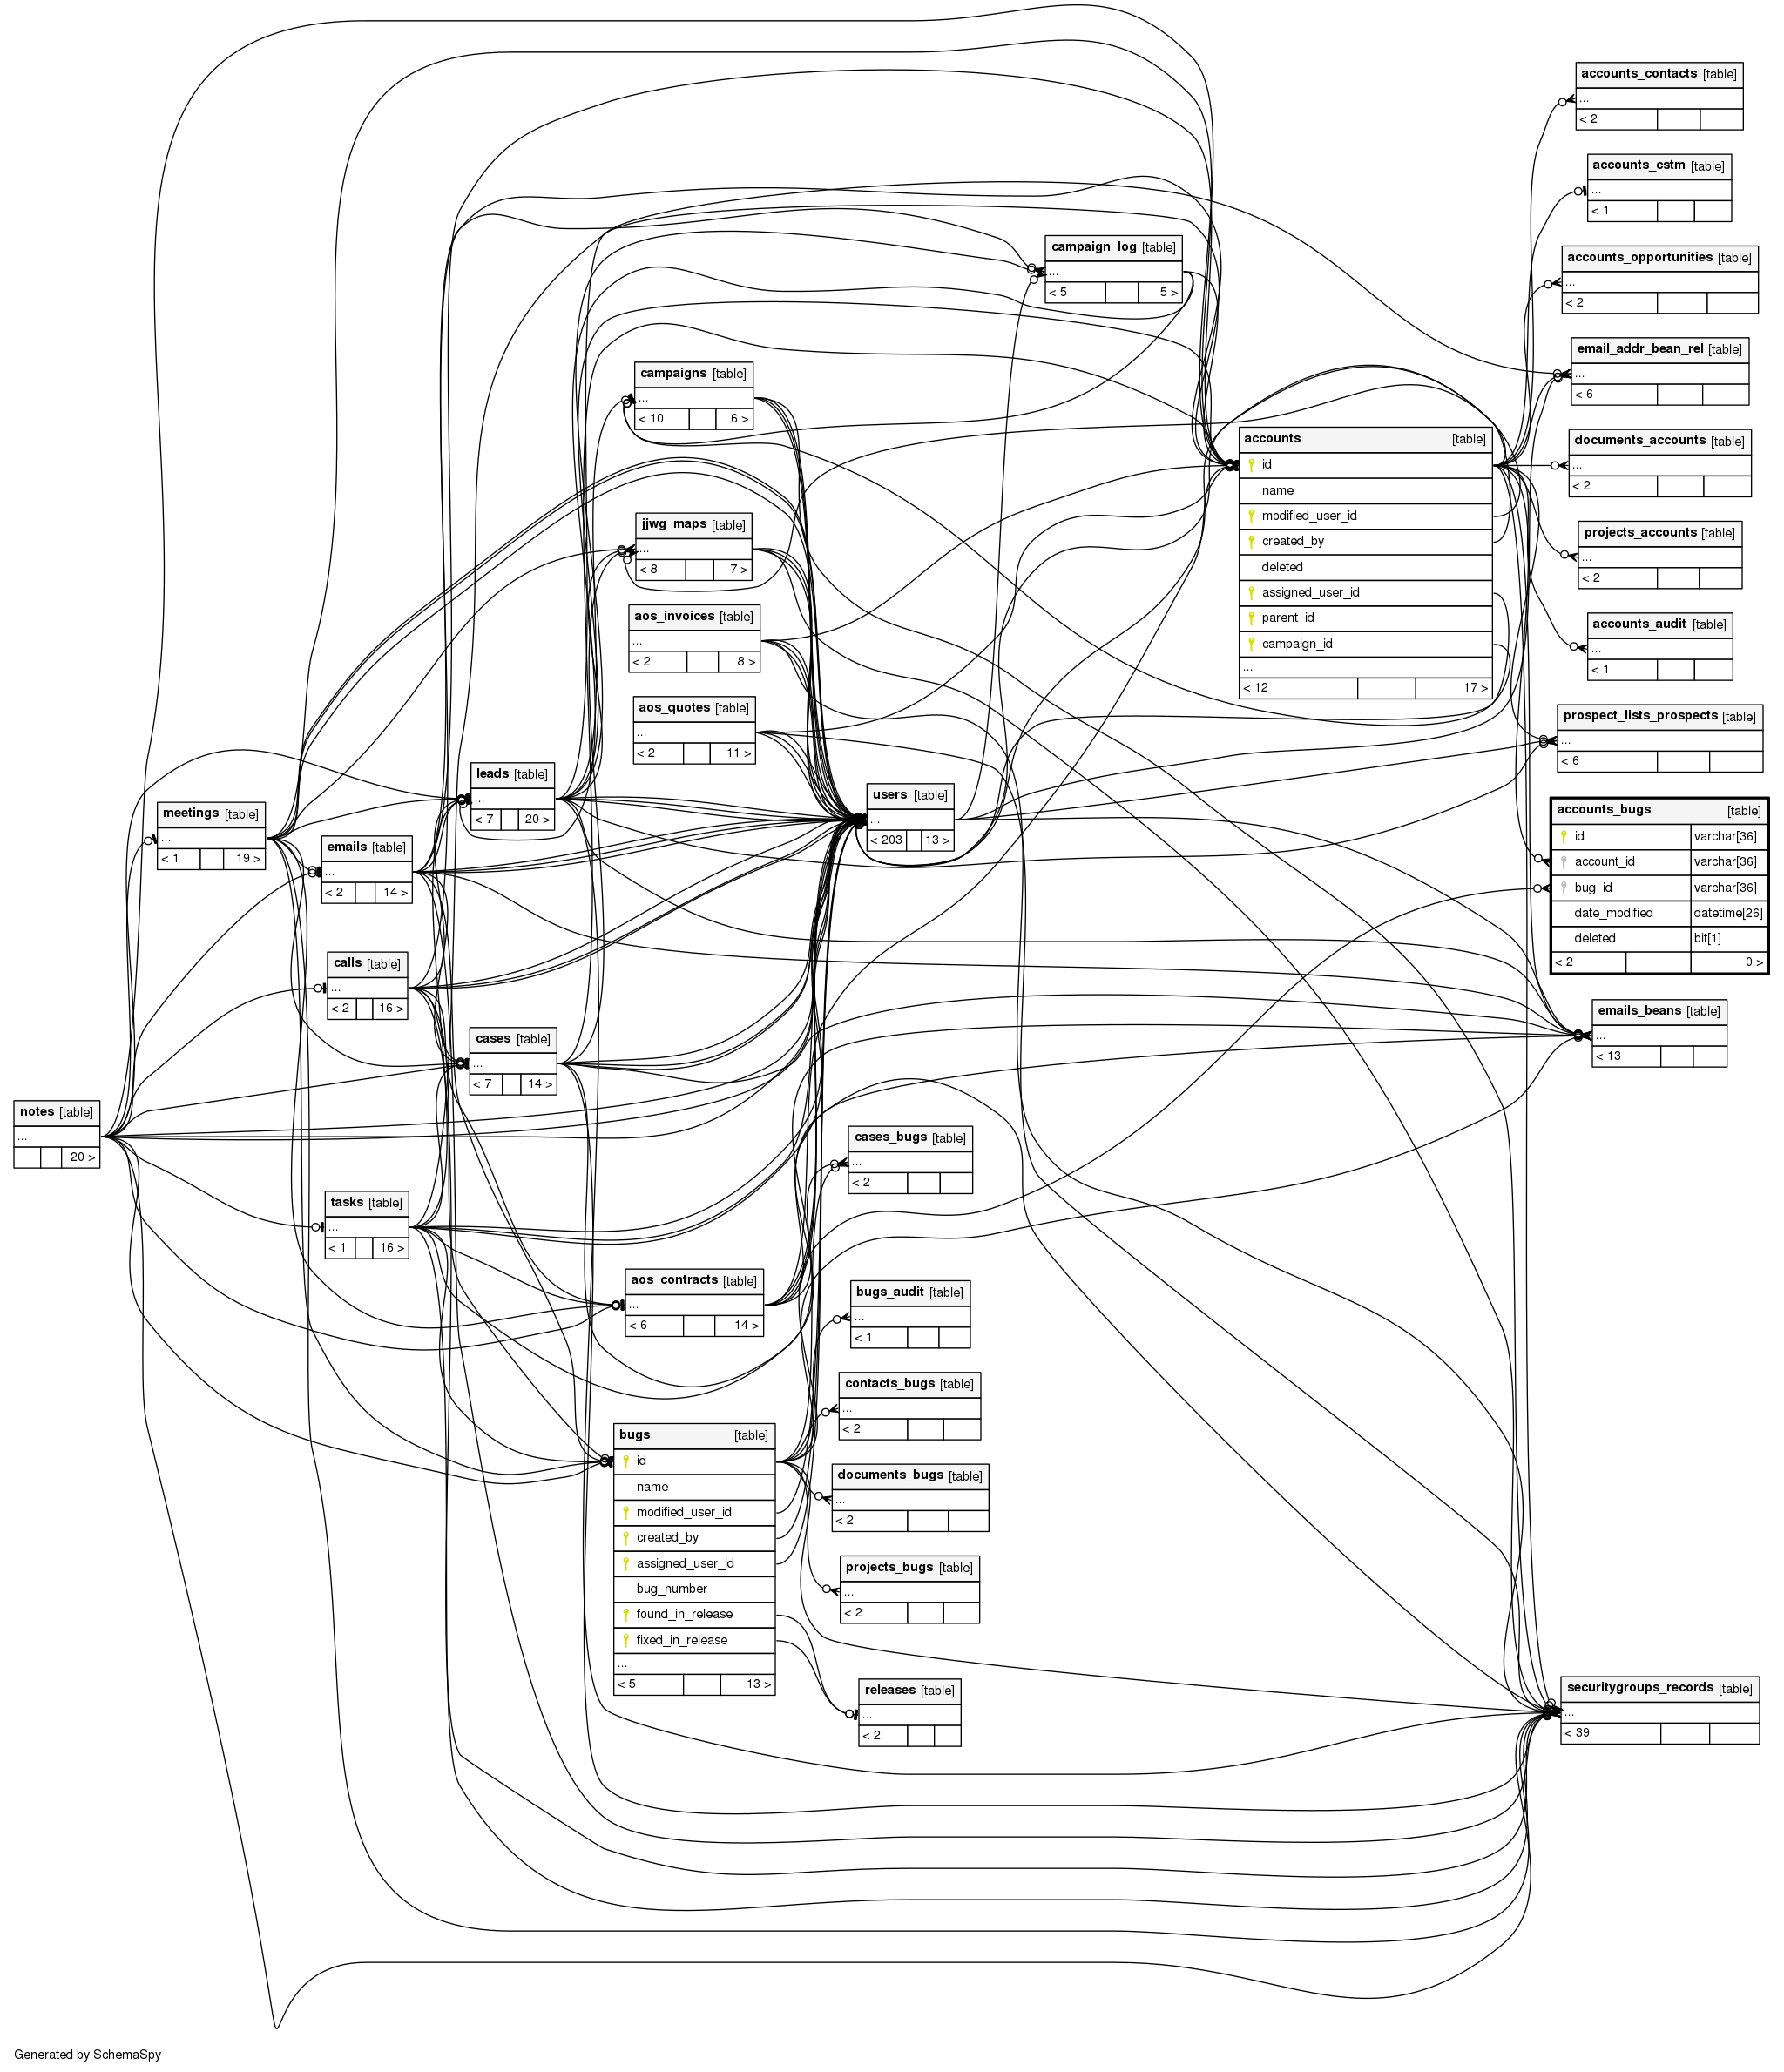 accounts_contacts [table]
...
< 2
accounts_cstm [table]
...
< 1
accounts_opportunities [table]
...
< 2
campaign_log [table]
...
< 5 5 >
email_addr_bean_rel [table]
...
< 6
campaigns [table]
...
< 10 6 >
accounts [table]
id
name
modified_user_id
created_by
deleted
assigned_user_id
parent_id
campaign_id
...
< 12 17 >
documents_accounts [table]
...
< 2
jjwg_maps [table]
...
< 8 7 >
projects_accounts [table]
...
< 2
aos_invoices [table]
...
< 2 8 >
accounts_audit [table]
...
< 1
aos_quotes [table]
...
< 2 11 >
prospect_lists_prospects [table]
...
< 6
leads [table]
...
< 7 20 >
users [table]
...
< 203 13 >
meetings [table]
...
< 1 19 >
accounts_bugs [table]
id varchar[36]
account_id varchar[36]
bug_id varchar[36]
date_modified datetime[26]
deleted bit[1]
< 2 0 >
emails [table]
...
< 2 14 >
calls [table]
...
< 2 16 >
emails_beans [table]
...
< 13
cases [table]
...
< 7 14 >
notes [table]
...
20 >
cases_bugs [table]
...
< 2
tasks [table]
...
< 1 16 >
aos_contracts [table]
...
< 6 14 >
bugs_audit [table]
...
< 1
contacts_bugs [table]
...
< 2
bugs [table]
id
name
modified_user_id
created_by
assigned_user_id
bug_number
found_in_release
fixed_in_release
...
< 5 13 >
documents_bugs [table]
...
< 2
projects_bugs [table]
...
< 2
releases [table]
...
< 2
securitygroups_records [table]
...
< 39
Generated by SchemaSpy